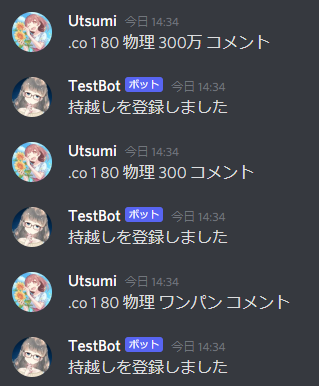 Utsumi 今日 14:34
.co 1 80 物理 300万 コメント
TestBot ボット 今日 14:34
持越しを登録しました
Utsumi 今日 14:34
.co 1 80 物理 300 コメント
TestBot ボット 今日 14:34
持越しを登録しました
Utsumi 今日 14:34
.co 1 80 物理 ワンパン コメント
TestBot ボット 今日 14:34
持越しを登録しました